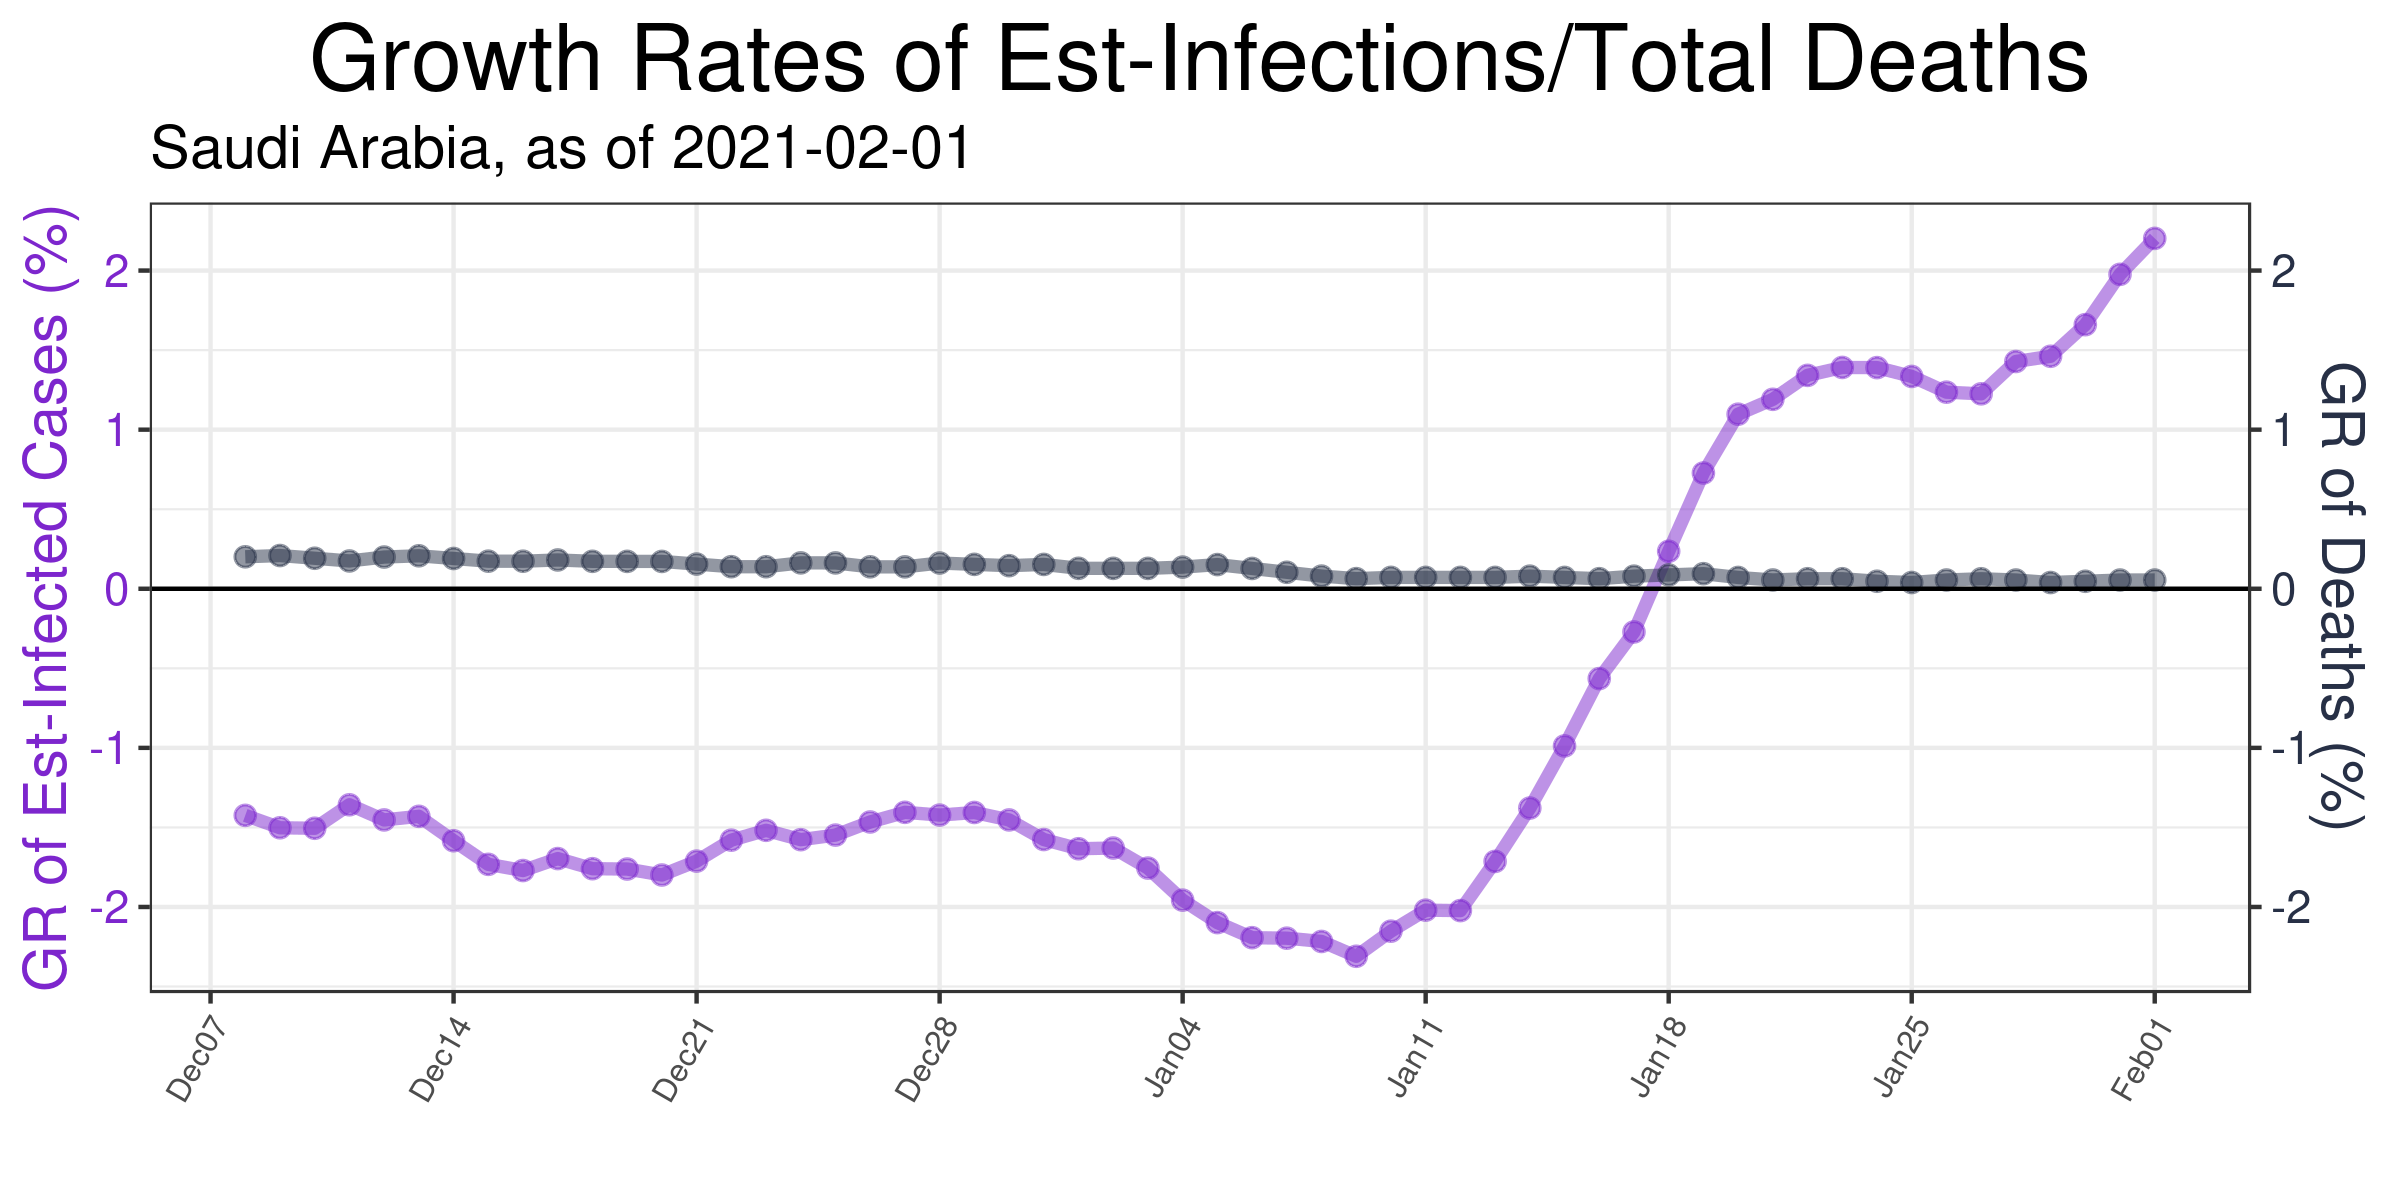 Growth Rates of Est-Infections/Total Deaths
Saudi Arabia, as of 2021-02-01
GR of Est-Infected Cases (%)
2
1
0
-1
-2
2
1
0
-1
-2
GR of Deaths (%)
Dec07
Dec14
Dec21
Dec28
Jan04
Jan11
Jan18
Jan25
Feb01